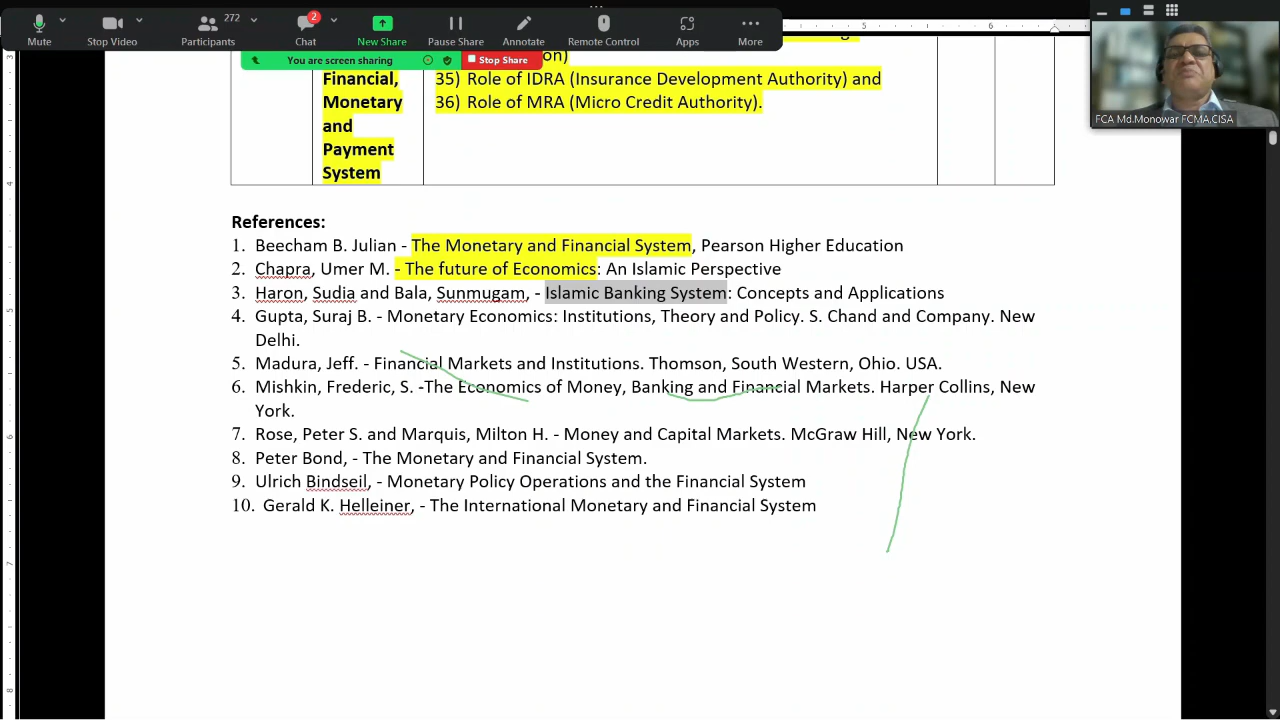 272
2
Mute
Stop Video
Participants
Chat
New Share
Pause Share
Annotate
Remote Control
Apps
More
5
6
You are screen sharing
Stop Share
FCA Md.Monowar FCMA,CISA
3
4
5
6
7
8
on)
Financial, 35) Role of IDRA (Insurance Development Authority) and
Monetary 36) Role of MRA (Micro Credit Authority).
and
Payment
System
References:
1. Beecham B. Julian - The Monetary and Financial System, Pearson Higher Education
2. Chapra, Umer M. - The future of Economics: An Islamic Perspective
3. Haron, Sudia and Bala, Sunmugam, - Islamic Banking System: Concepts and Applications
4. Gupta, Suraj B. - Monetary Economics: Institutions, Theory and Policy. S. Chand and Company. New
Delhi.
5. Madura, Jeff. - Financial Markets and Institutions. Thomson, South Western, Ohio. USA.
6. Mishkin, Frederic, S. -The Economics of Money, Banking and Financial Markets. Harper Collins, New
York.
7. Rose, Peter S. and Marquis, Milton H. - Money and Capital Markets. McGraw Hill, New York.
8. Peter Bond, - The Monetary and Financial System.
9. Ulrich Bindseil, - Monetary Policy Operations and the Financial System
10. Gerald K. Helleiner, - The International Monetary and Financial System